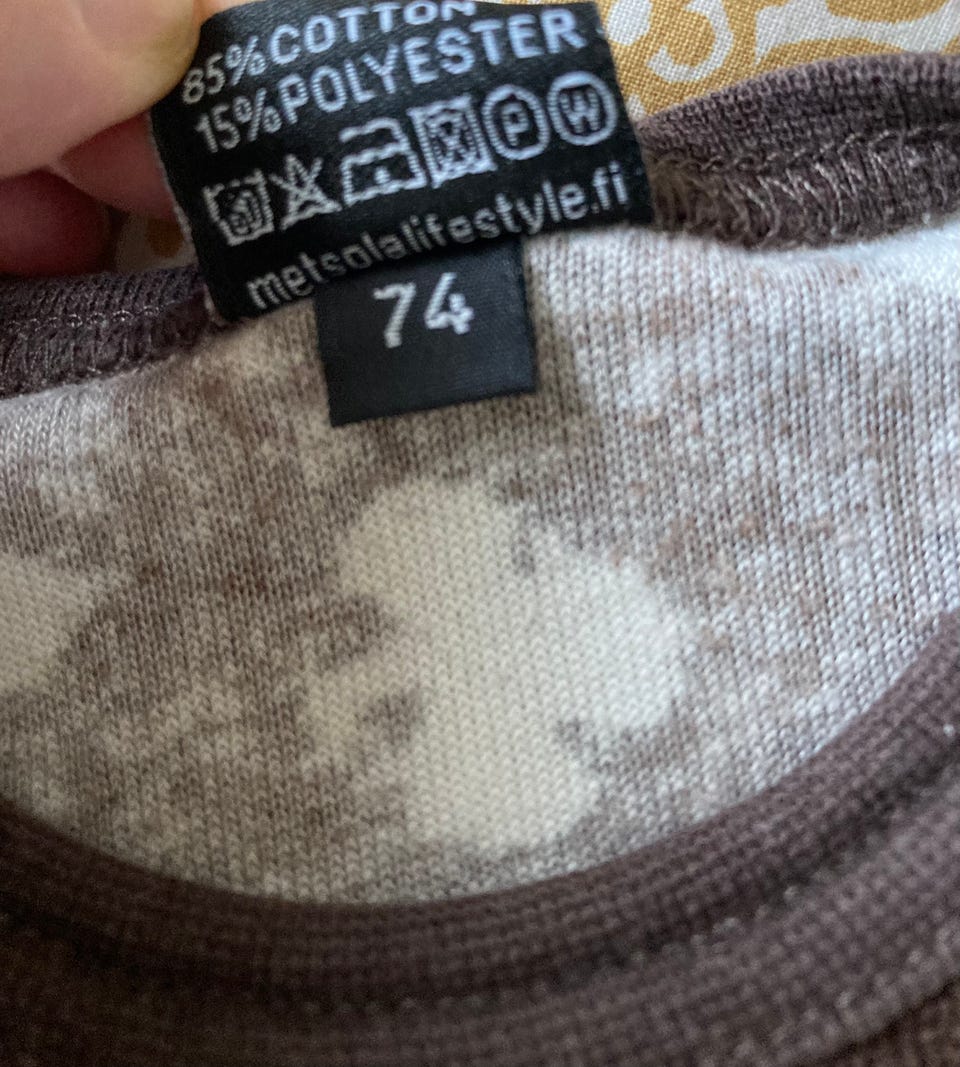 85% COTTON
15% POLYESTER
P W
metsolalifestyle.fi
74